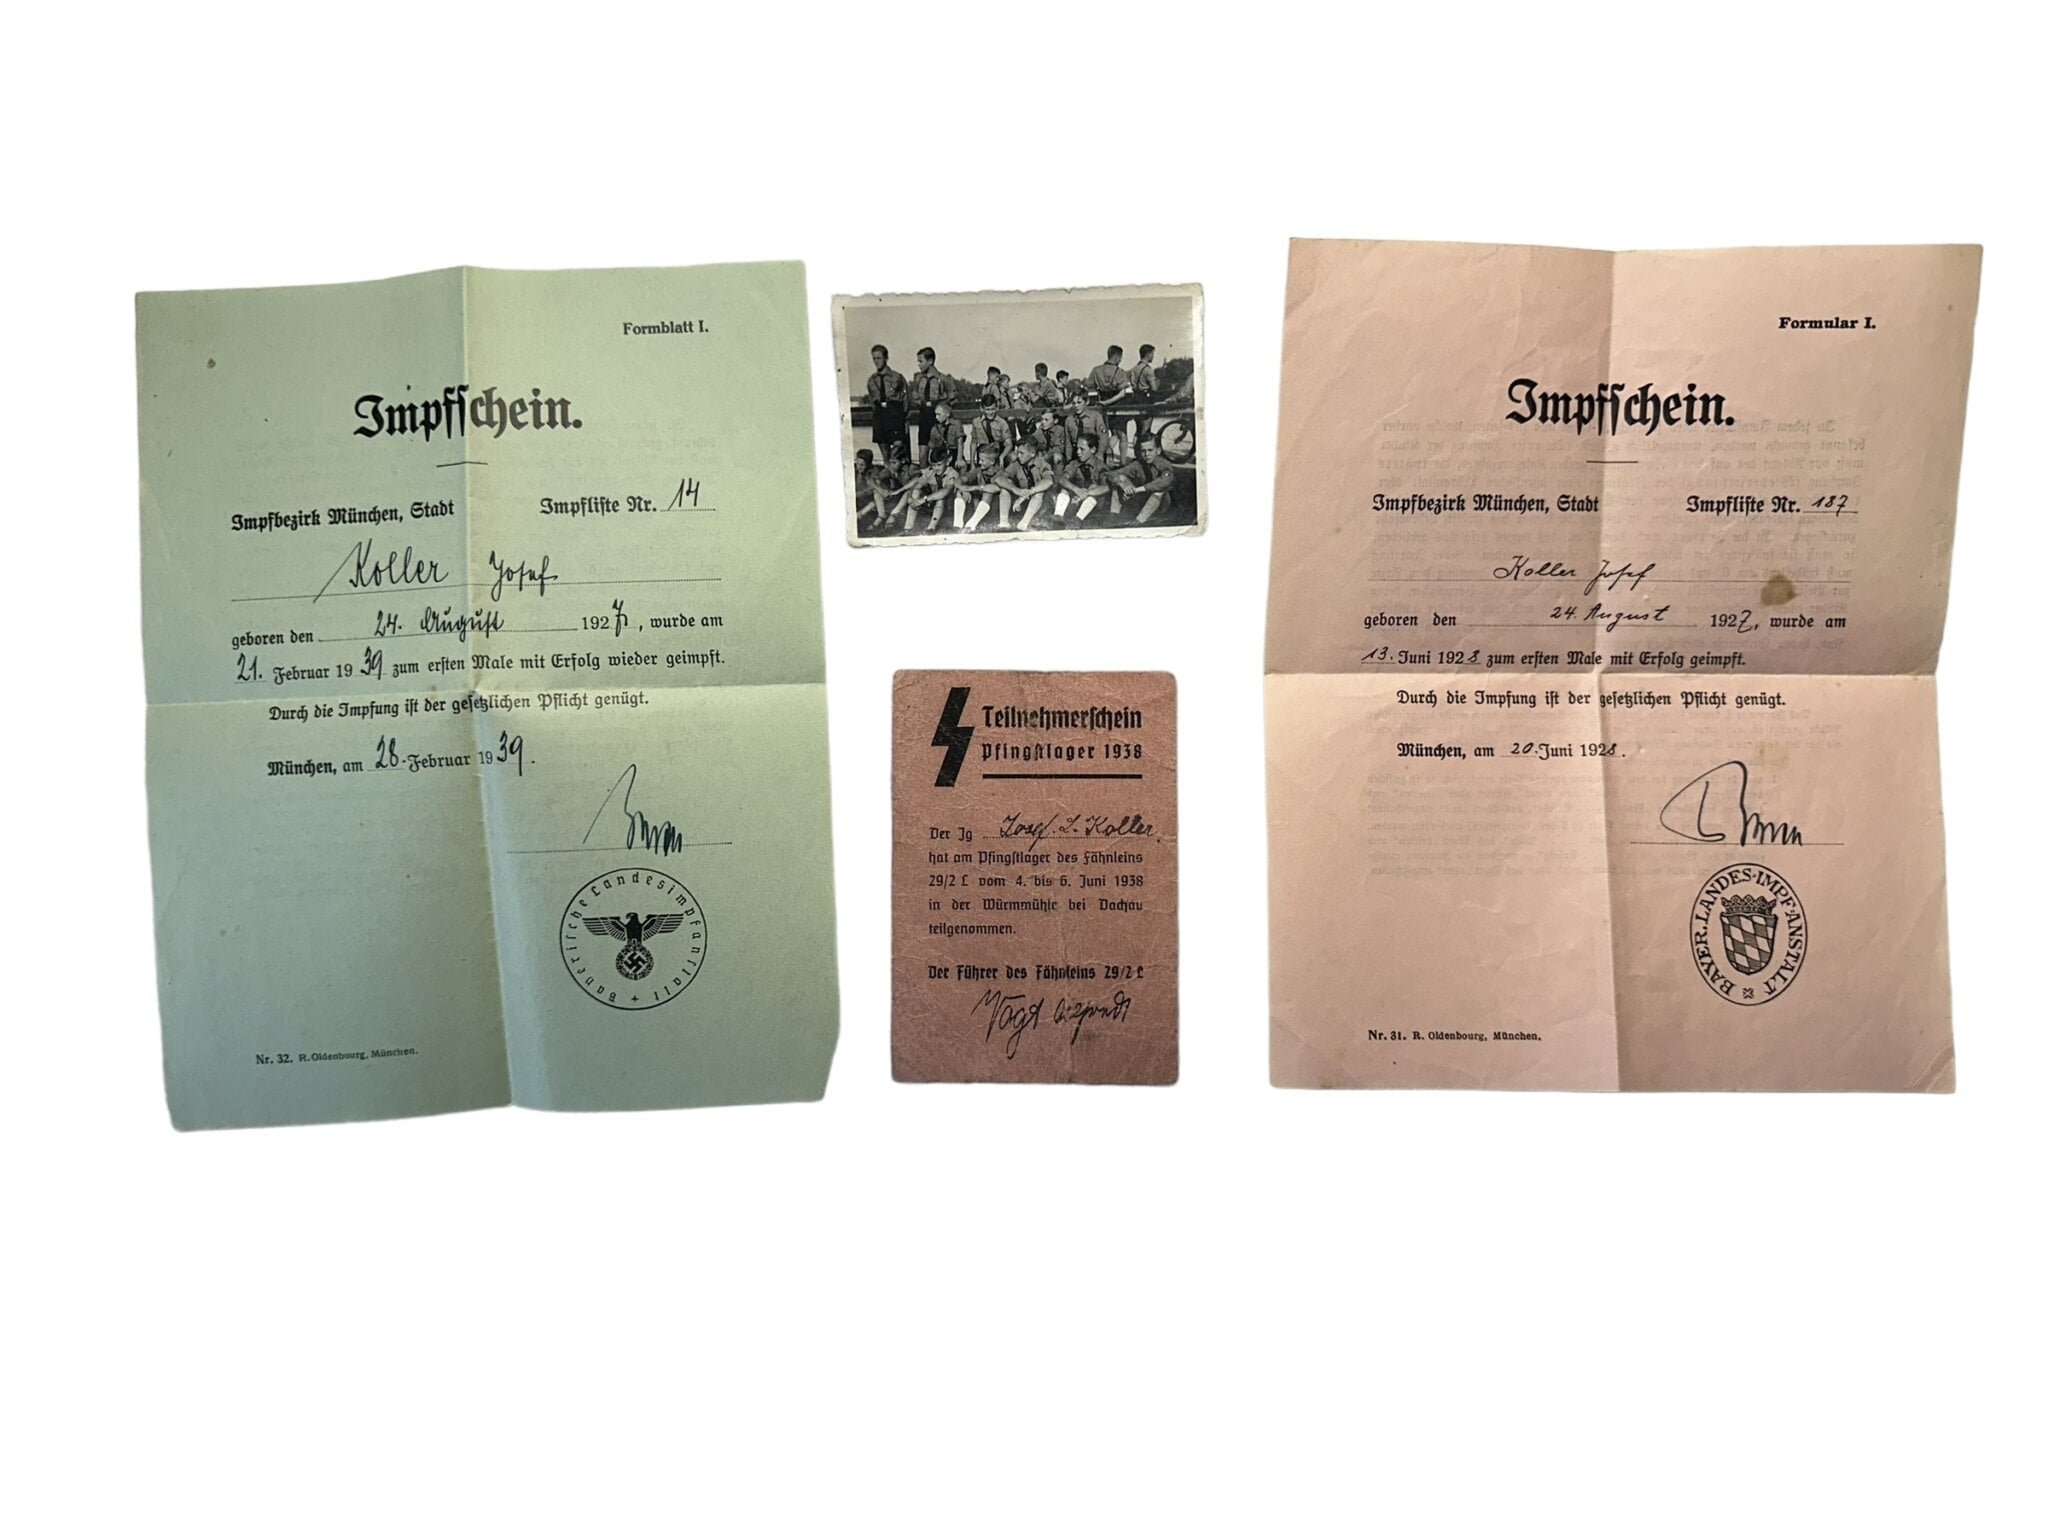 Formblatt I.
Impfschein.
Impfbezirk München, Stadt Impfliste Nr. 14
Koller Josef
geboren den 24. August 1927, wurde am
21. Februar 1939 zum ersten Male mit Erfolg wieder geimpft.
Durch die Impfung ist der gesetzlichen Pflicht genügt.
München, am 28. Februar 1939.
Bayerische Landesimpfanstalt
Nr. 32. R. Oldenbourg, München.
Teilnehmerschein
Pfingstlager 1938
Der Jg Josef L. Koller
hat am Pfingstlager des Fähnleins
29/2 L vom 4. bis 6. Juni 1938
in der Würmmühle bei Dachau
teilgenommen.
Der Führer des Fähnleins 29/2 L
Vogt
Formular I.
Impfschein.
Impfbezirk München, Stadt Impfliste Nr. 187
Koller Josef
geboren den 24. August 1927, wurde am
13. Juni 1928 zum ersten Male mit Erfolg geimpft.
Durch die Impfung ist der gesetzlichen Pflicht genügt.
München, am 20. Juni 1928.
BAYER. LANDES-IMPF-ANSTALT
Nr. 31. R. Oldenbourg, München.